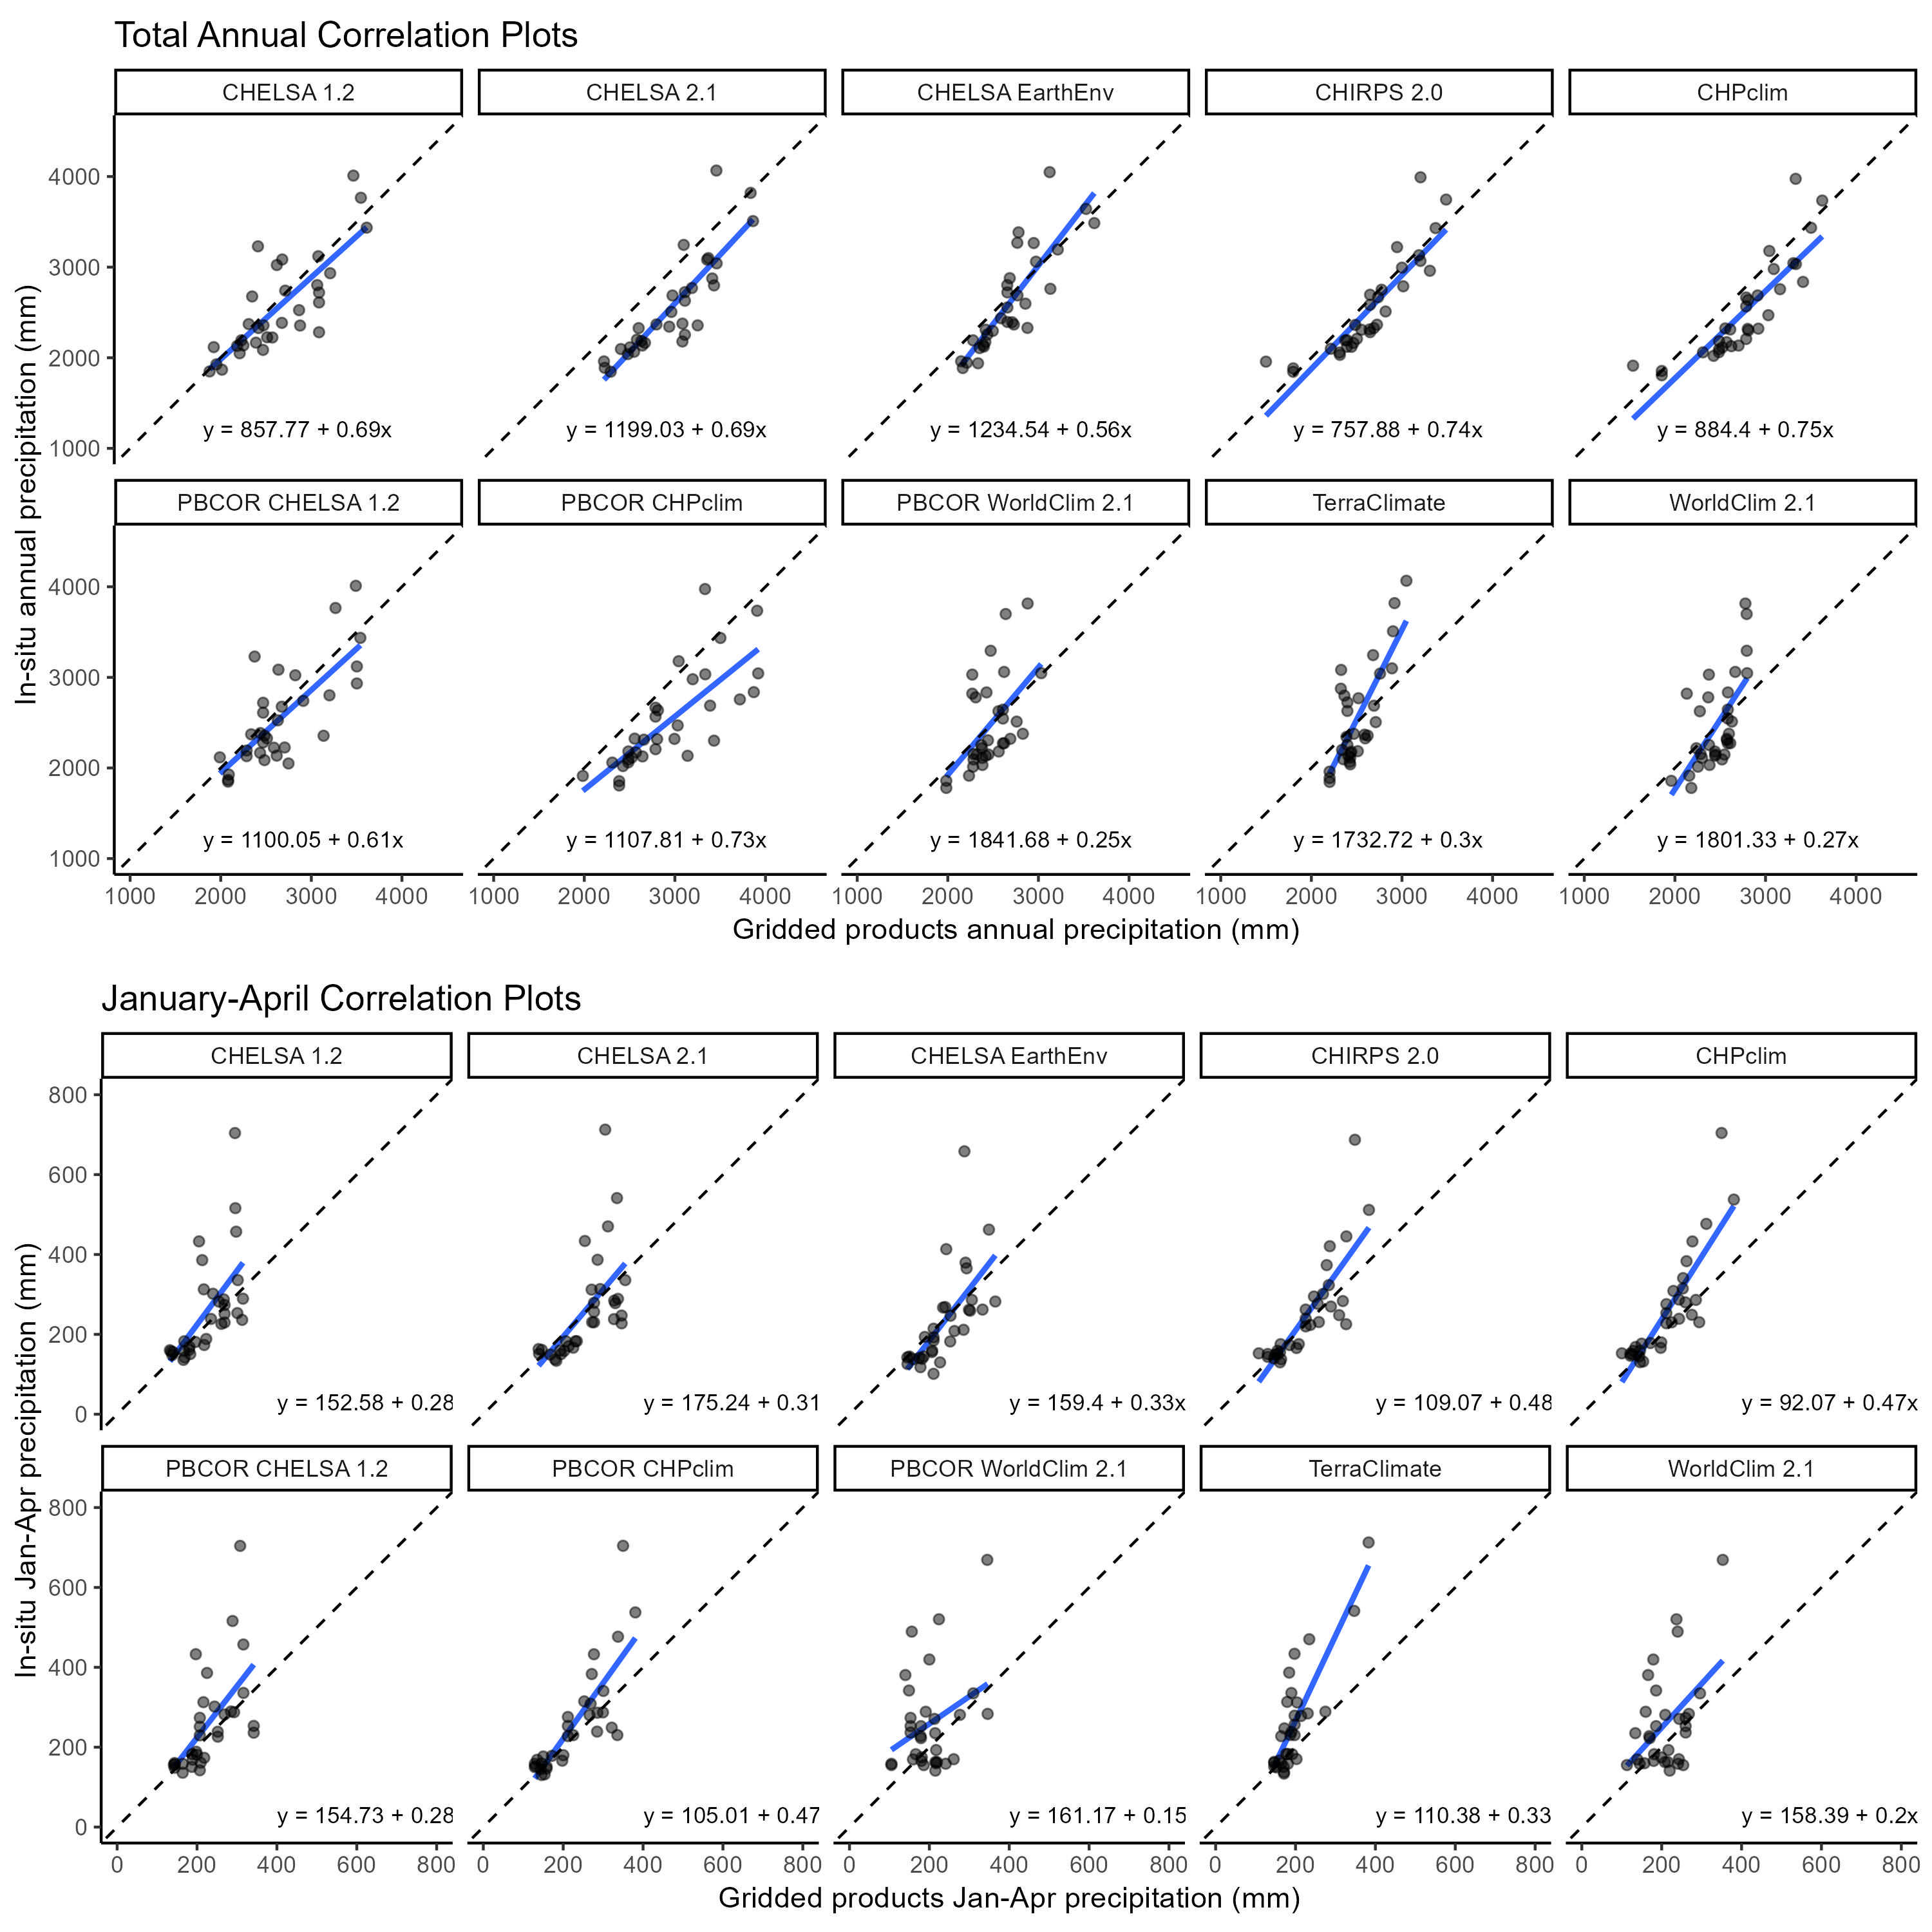 Total Annual Correlation Plots
CHELSA 1.2
CHELSA 2.1
CHELSA EarthEnv
CHIRPS 2.0
CHPclim
In-situ annual precipitation (mm)
4000
3000
2000
1000
y = 857.77 + 0.69x
y = 1199.03 + 0.69x
y = 1234.54 + 0.56x
y = 757.88 + 0.74x
y = 884.4 + 0.75x
PBCOR CHELSA 1.2
PBCOR CHPclim
PBCOR WorldClim 2.1
TerraClimate
WorldClim 2.1
4000
3000
2000
1000
y = 1100.05 + 0.61x
y = 1107.81 + 0.73x
y = 1841.68 + 0.25x
y = 1732.72 + 0.3x
y = 1801.33 + 0.27x
1000 2000 3000 4000
1000 2000 3000 4000
1000 2000 3000 4000
1000 2000 3000 4000
1000 2000 3000 4000
Gridded products annual precipitation (mm)
January-April Correlation Plots
CHELSA 1.2
CHELSA 2.1
CHELSA EarthEnv
CHIRPS 2.0
CHPclim
In-situ Jan-Apr precipitation (mm)
800
600
400
200
0
y = 152.58 + 0.28
y = 175.24 + 0.31
y = 159.4 + 0.33x
y = 109.07 + 0.48
y = 92.07 + 0.47x
PBCOR CHELSA 1.2
PBCOR CHPclim
PBCOR WorldClim 2.1
TerraClimate
WorldClim 2.1
800
600
400
200
0
y = 154.73 + 0.28
y = 105.01 + 0.47
y = 161.17 + 0.15
y = 110.38 + 0.33
y = 158.39 + 0.2x
0 200 400 600 800
0 200 400 600 800
0 200 400 600 800
0 200 400 600 800
0 200 400 600 800
Gridded products Jan-Apr precipitation (mm)